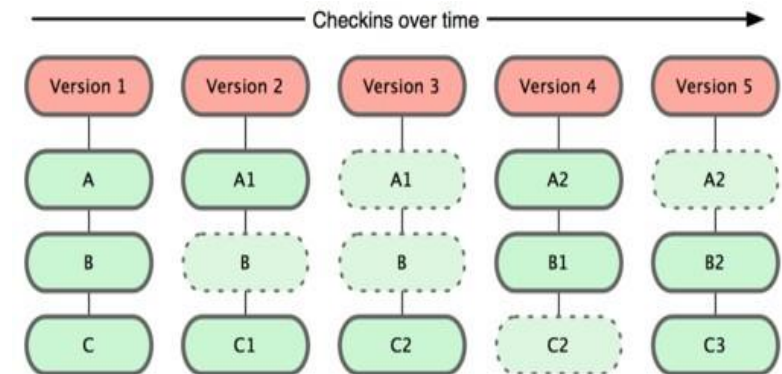 Checkins over time
Version 1 Version 2 Version 3 Version 4 Version 5
A A1 A1 A2 A2
B B B B1 B2
C C1 C2 C2 C3